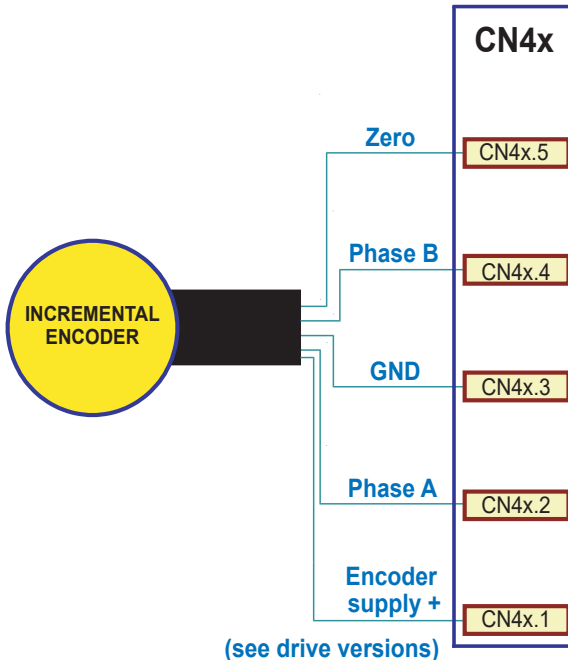 CN4x
Zero
CN4x.5
Phase B
CN4x.4
INCREMENTAL
ENCODER
GND
CN4x.3
Phase A
CN4x.2
Encoder
supply +
CN4x.1
(see drive versions)